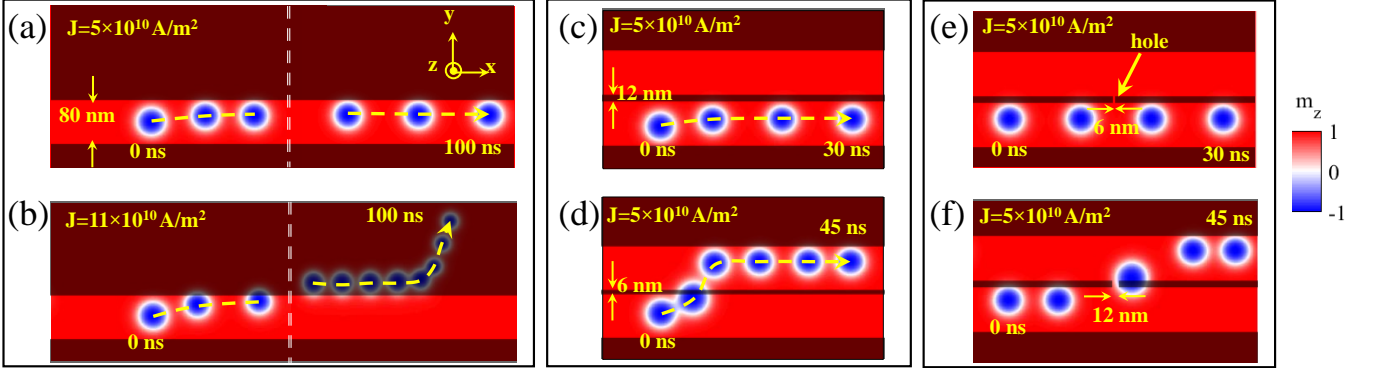 (a)
J=5×10¹⁰ A/m²
y
z
x
80 nm
0 ns
100 ns
(b)
J=11×10¹⁰ A/m²
100 ns
0 ns
(c)
J=5×10¹⁰ A/m²
12 nm
0 ns
30 ns
(d)
J=5×10¹⁰ A/m²
45 ns
6 nm
0 ns
(e)
J=5×10¹⁰ A/m²
hole
6 nm
0 ns
30 ns
(f)
J=5×10¹⁰ A/m²
45 ns
0 ns
12 nm
m_z
1
0
-1